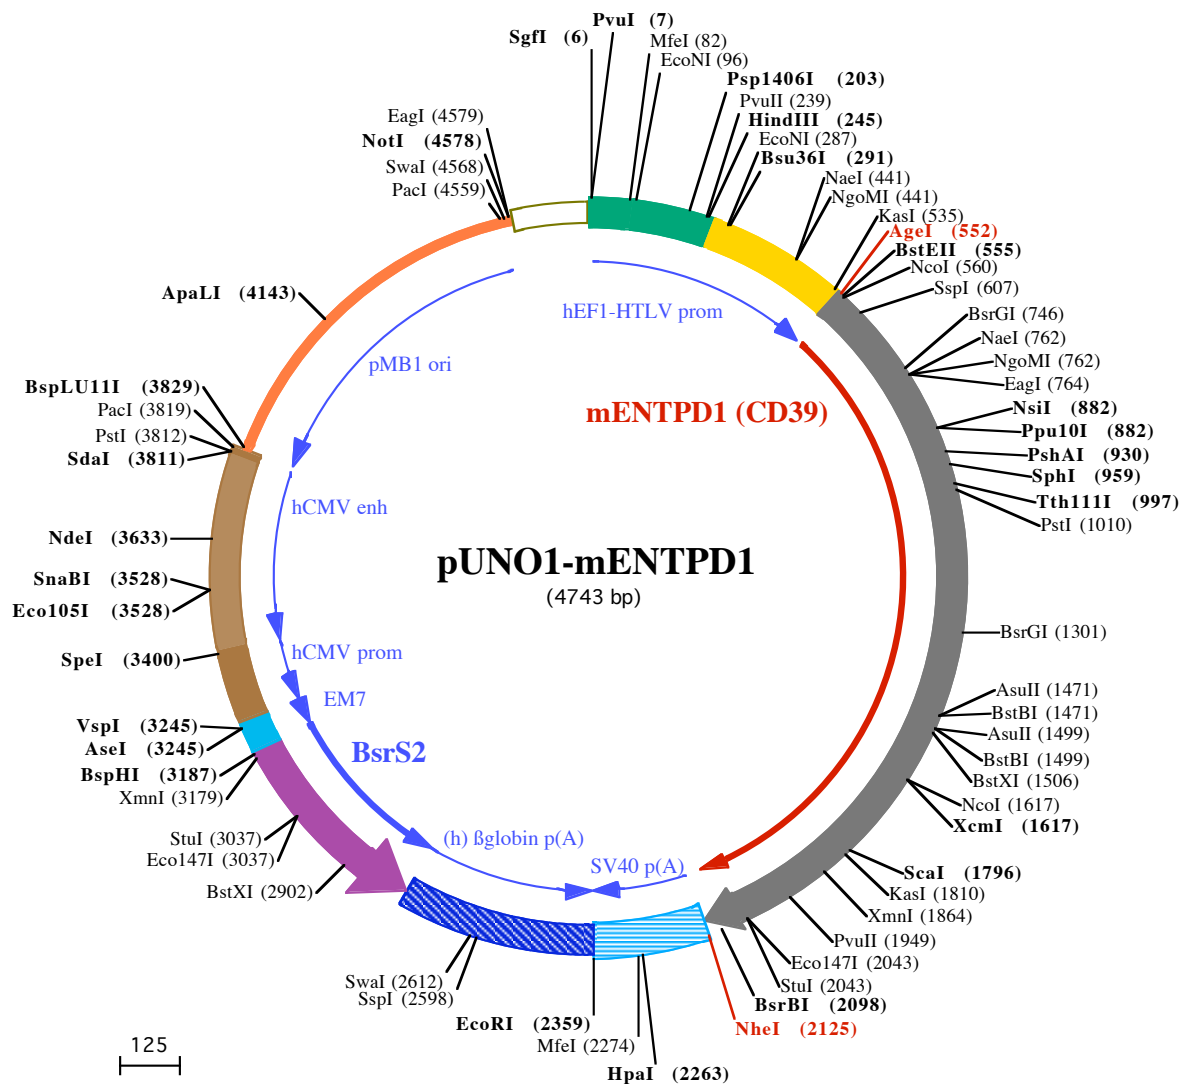 PvuI (7)
SgfI (6)
MfeI (82)
EcoNI (96)
Psp1406I (203)
PvuII (239)
HindIII (245)
EcoNI (287)
Bsu36I (291)
NaeI (441)
NgoMI (441)
KasI (535)
AgeI (552)
BstEII (555)
NcoI (560)
SspI (607)
BsrGI (746)
NaeI (762)
NgoMI (762)
EagI (764)
NsiI (882)
Ppu10I (882)
PshAI (930)
SphI (959)
Tth111I (997)
PstI (1010)
BsrGI (1301)
AsuII (1471)
BstBI (1471)
AsuII (1499)
BstBI (1499)
BstXI (1506)
NcoI (1617)
XcmI (1617)
ScaI (1796)
KasI (1810)
XmnI (1864)
PvuII (1949)
Eco147I (2043)
StuI (2043)
BsrBI (2098)
NheI (2125)
HpaI (2263)
MfeI (2274)
EcoRI (2359)
SspI (2598)
SwaI (2612)
BstXI (2902)
Eco147I (3037)
StuI (3037)
XmnI (3179)
BspHI (3187)
AseI (3245)
VspI (3245)
SpeI (3400)
Eco105I (3528)
SnaBI (3528)
NdeI (3633)
SdaI (3811)
PstI (3812)
PacI (3819)
BspLU11I (3829)
ApaLI (4143)
PacI (4559)
SwaI (4568)
NotI (4578)
EagI (4579)
hEF1-HTLV prom
pMB1 ori
mENTPD1 (CD39)
hCMV enh
pUNO1-mENTPD1
(4743 bp)
hCMV prom
EM7
BsrS2
(h) ßglobin p(A)
SV40 p(A)
125